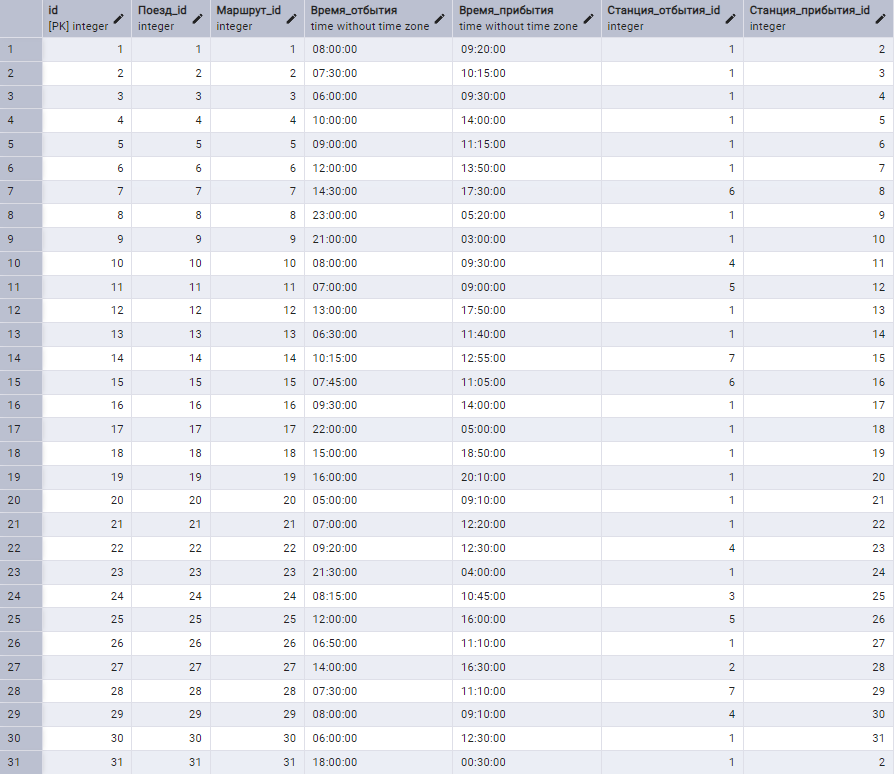 id Поезд_id Маршрут_id Время_отбытия Время_прибытия Станция_отбытия_id Станция_прибытия_id
[PK] integer integer integer time without time zone time without time zone integer integer
1 1 1 1 08:00:00 09:20:00 1 2
2 2 2 2 07:30:00 10:15:00 1 3
3 3 3 3 06:00:00 09:30:00 1 4
4 4 4 4 10:00:00 14:00:00 1 5
5 5 5 5 09:00:00 11:15:00 1 6
6 6 6 6 12:00:00 13:50:00 1 7
7 7 7 7 14:30:00 17:30:00 6 8
8 8 8 8 23:00:00 05:20:00 1 9
9 9 9 9 21:00:00 03:00:00 1 10
10 10 10 10 08:00:00 09:30:00 4 11
11 11 11 11 07:00:00 09:00:00 5 12
12 12 12 12 13:00:00 17:50:00 1 13
13 13 13 13 06:30:00 11:40:00 1 14
14 14 14 14 10:15:00 12:55:00 7 15
15 15 15 15 07:45:00 11:05:00 6 16
16 16 16 16 09:30:00 14:00:00 1 17
17 17 17 17 22:00:00 05:00:00 1 18
18 18 18 18 15:00:00 18:50:00 1 19
19 19 19 19 16:00:00 20:10:00 1 20
20 20 20 20 05:00:00 09:10:00 1 21
21 21 21 21 07:00:00 12:20:00 1 22
22 22 22 22 09:20:00 12:30:00 4 23
23 23 23 23 21:30:00 04:00:00 1 24
24 24 24 24 08:15:00 10:45:00 3 25
25 25 25 25 12:00:00 16:00:00 5 26
26 26 26 26 06:50:00 11:10:00 1 27
27 27 27 27 14:00:00 16:30:00 2 28
28 28 28 28 07:30:00 11:10:00 7 29
29 29 29 29 08:00:00 09:10:00 4 30
30 30 30 30 06:00:00 12:30:00 1 31
31 31 31 31 18:00:00 00:30:00 1 2